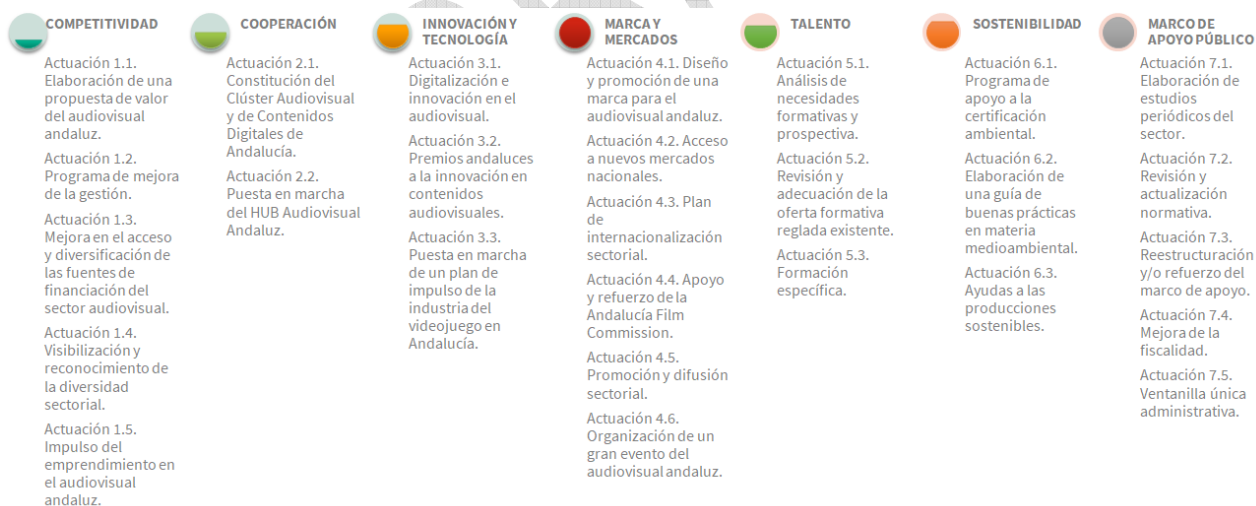 COMPETITIVIDAD
Actuación 1.1.
Elaboración de una
propuesta de valor
del audiovisual
andaluz.
Actuación 1.2.
Programa de mejora
de la gestión.
Actuación 1.3.
Mejora en el acceso
y diversificación de
las fuentes de
financiación del
sector audiovisual.
Actuación 1.4.
Visibilización y
reconocimiento de
la diversidad
sectorial.
Actuación 1.5.
Impulso del
emprendimiento en
el audiovisual
andaluz.
COOPERACIÓN
Actuación 2.1.
Constitución del
Clúster Audiovisual
y de Contenidos
Digitales de
Andalucía.
Actuación 2.2.
Puesta en marcha
del HUB Audiovisual
Andaluz.
INNOVACIÓN Y
TECNOLOGÍA
Actuación 3.1.
Digitalización e
innovación en el
audiovisual.
Actuación 3.2.
Premios andaluces
a la innovación en
contenidos
audiovisuales.
Actuación 3.3.
Puesta en marcha
de un plan de
impulso de la
industria del
videojuego en
Andalucía.
MARCA Y
MERCADOS
Actuación 4.1. Diseño
y promoción de una
marca para el
audiovisual andaluz.
Actuación 4.2. Acceso
a nuevos mercados
nacionales.
Actuación 4.3. Plan
de
internacionalización
sectorial.
Actuación 4.4. Apoyo
y refuerzo de la
Andalucía Film
Commission.
Actuación 4.5.
Promoción y difusión
sectorial.
Actuación 4.6.
Organización de un
gran evento del
audiovisual andaluz.
TALENTO
Actuación 5.1.
Análisis de
necesidades
formativas y
prospectiva.
Actuación 5.2.
Revisión y
adecuación de la
oferta formativa
reglada existente.
Actuación 5.3.
Formación
específica.
SOSTENIBILIDAD
Actuación 6.1.
Programa de
apoyo a la
certificación
ambiental.
Actuación 6.2.
Elaboración de
una guía de
buenas prácticas
en materia
medioambiental.
Actuación 6.3.
Ayudas a las
producciones
sostenibles.
MARCO DE
APOYO PÚBLICO
Actuación 7.1.
Elaboración de
estudios
periódicos del
sector.
Actuación 7.2.
Revisión y
actualización
normativa.
Actuación 7.3.
Reestructuración
y/o refuerzo del
marco de apoyo.
Actuación 7.4.
Mejora de la
fiscalidad.
Actuación 7.5.
Ventanilla única
administrativa.